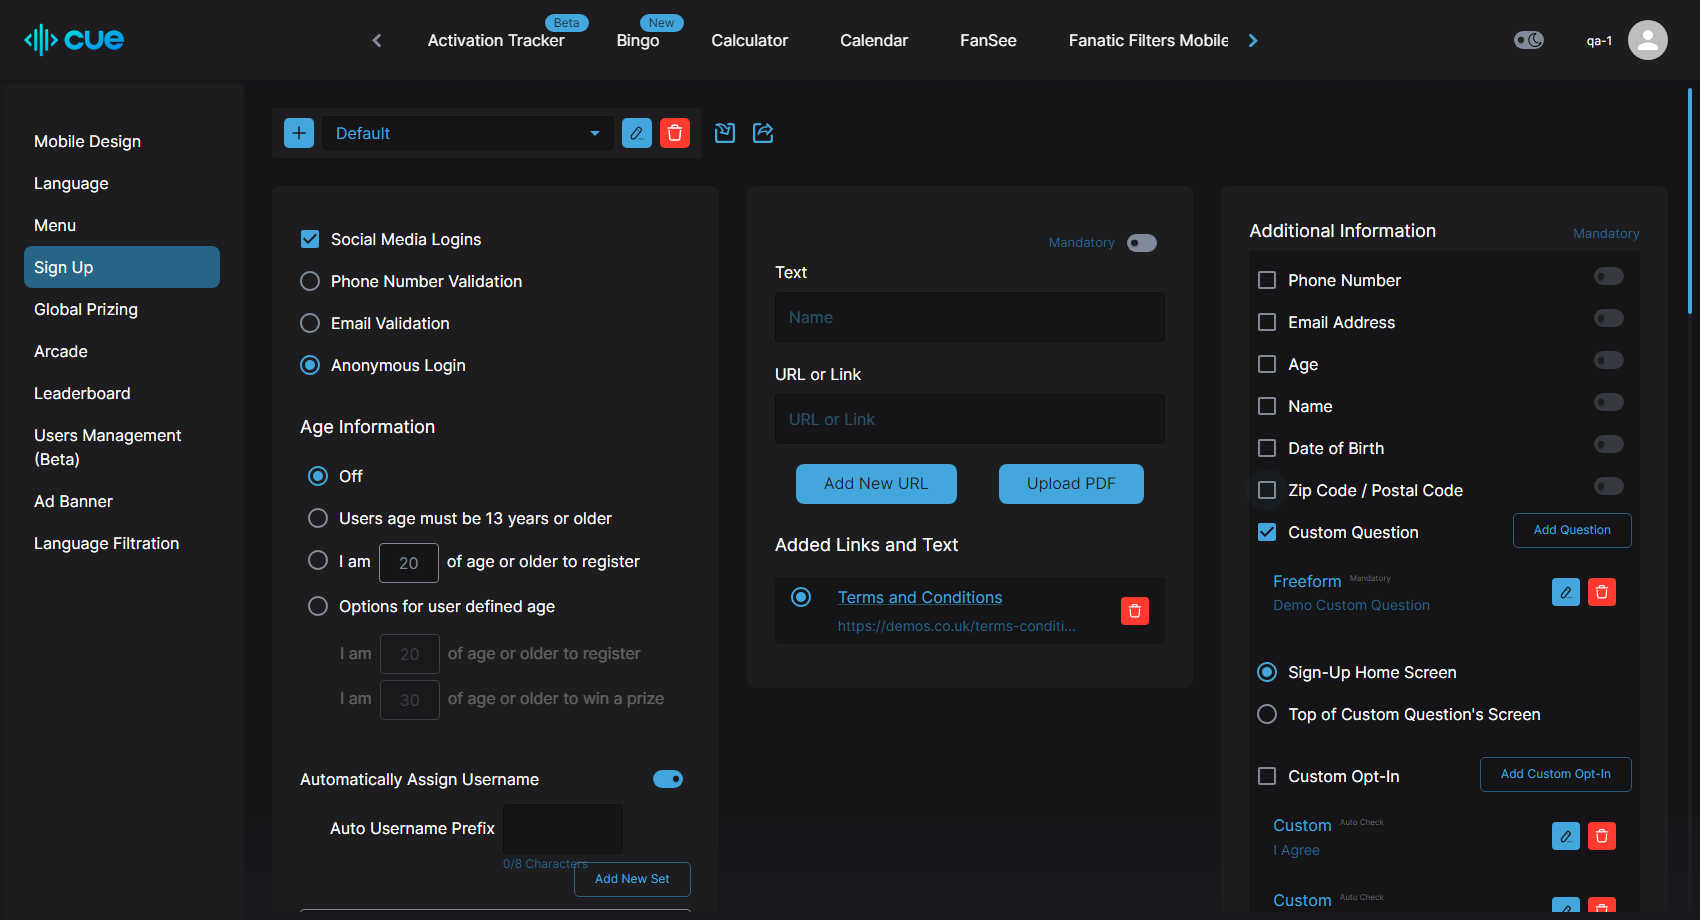 cue
Beta
New
Activation Tracker
Bingo
Calculator
Calendar
FanSee
Fanatic Filters Mobile
qa-1
Mobile Design
Language
Menu
Sign Up
Global Prizing
Arcade
Leaderboard
Users Management
(Beta)
Ad Banner
Language Filtration
Default
Social Media Logins
Phone Number Validation
Email Validation
Anonymous Login
Age Information
Off
Users age must be 13 years or older
I am 20 of age or older to register
Options for user defined age
I am 20 of age or older to register
I am 30 of age or older to win a prize
Automatically Assign Username
Auto Username Prefix
0/8 Characters
Add New Set
Mandatory
Text
Name
URL or Link
URL or Link
Add New URL
Upload PDF
Added Links and Text
Terms and Conditions
https://demos.co.uk/terms-conditi...
Additional Information
Mandatory
Phone Number
Email Address
Age
Name
Date of Birth
Zip Code / Postal Code
Custom Question
Add Question
Freeform Mandatory
Demo Custom Question
Sign-Up Home Screen
Top of Custom Question's Screen
Custom Opt-In
Add Custom Opt-In
Custom Auto Check
I Agree
Custom Auto Check